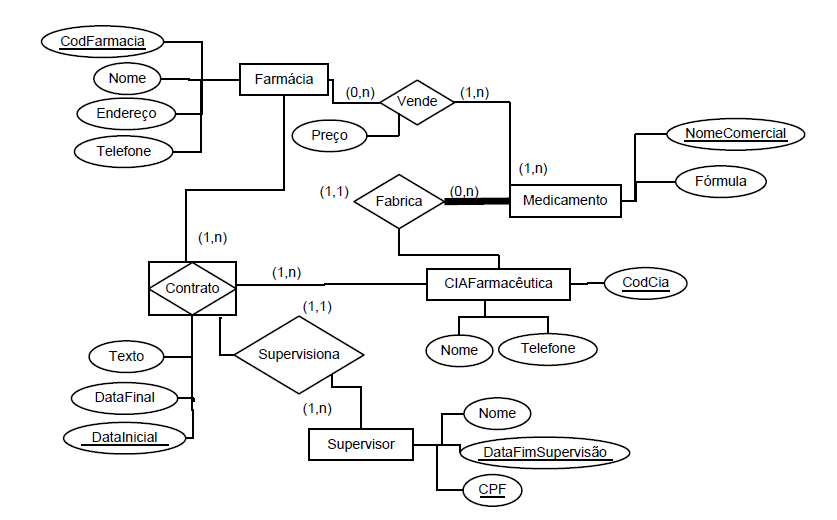 CodFarmacia
Nome
Endereço
Telefone
Farmácia
(0,n)
Vende
(1,n)
Preço
NomeComercial
Fórmula
(1,n)
Medicamento
(1,1)
Fabrica
(0,n)
(1,n)
Contrato
(1,n)
CIAFarmacêutica
CodCia
(1,1)
Supervisiona
Nome
Telefone
Texto
DataFinal
DataInicial
(1,n)
Supervisor
Nome
DataFimSupervisão
CPF